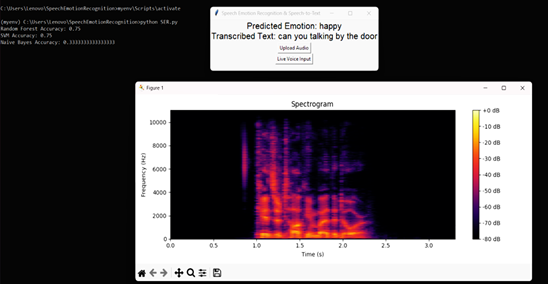 C:\Users\Lenovo\SpeechEmotionRecognition>myenv\Scripts\activate
(myenv) C:\Users\Lenovo\SpeechEmotionRecognition>python SER.py
Random Forest Accuracy: 0.75
SVM Accuracy: 0.75
Naive Bayes Accuracy: 0.3333333333333333
Speech Emotion Recognition & Speech-to-Text
Predicted Emotion: happy
Transcribed Text: can you talking by the door
Upload Audio
Live Voice Input
Figure 1
Spectrogram
Frequency (Hz)
10000
8000
6000
4000
2000
0
0.0 0.5 1.0 1.5 2.0 2.5 3.0
Time (s)
+0 dB
-10 dB
-20 dB
-30 dB
-40 dB
-50 dB
-60 dB
-70 dB
-80 dB